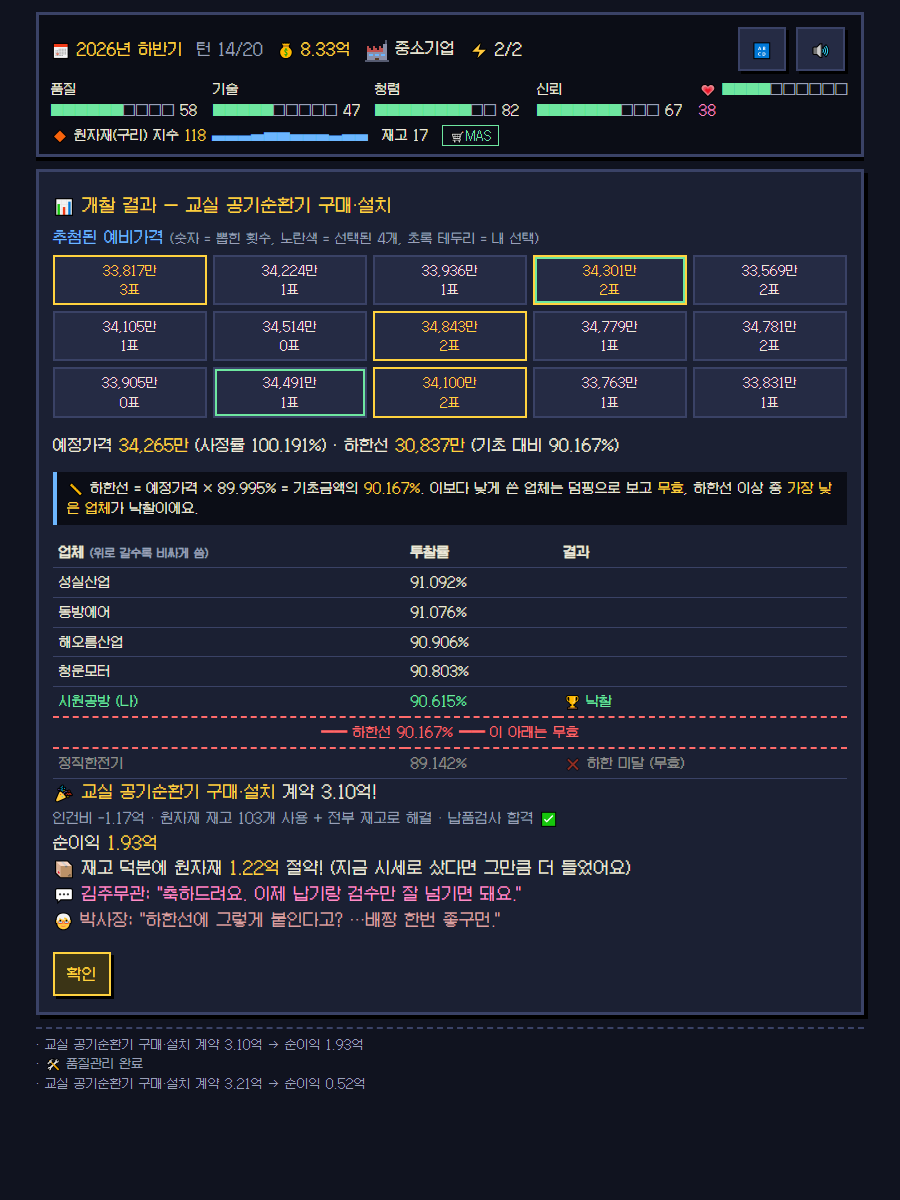 2026년 하반기 턴 14/20 8.33억 중소기업 2/2
품질 기술 청렴 신뢰
58 47 82 67 38
원자재(구리) 지수 118 재고 17 MAS
개찰 결과 — 교실 공기순환기 구매·설치
추첨된 예비가격 (숫자 = 뽑힌 횟수, 노란색 = 선택된 4개, 초록 테두리 = 내 선택)
33,817만 34,224만 33,936만 34,301만 33,569만
3표 1표 1표 2표 2표
34,105만 34,514만 34,843만 34,779만 34,781만
1표 0표 2표 1표 2표
33,905만 34,491만 34,100만 33,763만 33,831만
0표 1표 2표 1표 1표
예정가격 34,265만 (사정률 100.191%) · 하한선 30,837만 (기초 대비 90.167%)
하한선 = 예정가격 × 89.995% = 기초금액의 90.167%. 이보다 낮게 쓴 업체는 덤핑으로 보고 무효, 하한선 이상 중 가장 낮
은 업체가 낙찰이에요.
업체 (위로 갈수록 비싸게 씀) 투찰률 결과
성실산업 91.092%
동방에어 91.076%
해오름산업 90.906%
청운모터 90.803%
시원공방 (나) 90.615% 낙찰
━━ 하한선 90.167% ━━ 이 아래는 무효
정직한전기 89.142% 하한 미달 (무효)
교실 공기순환기 구매·설치 계약 3.10억!
인건비 -1.17억 · 원자재 재고 103개 사용 + 전부 재고로 해결 · 납품검사 합격
순이익 1.93억
재고 덕분에 원자재 1.22억 절약! (지금 시세로 샀다면 그만큼 더 들었어요)
김주무관: "축하드려요. 이제 납기랑 검수만 잘 넘기면 돼요."
박사장: "하한선에 그렇게 붙인다고? …배짱 한번 좋구먼."
확인
· 교실 공기순환기 구매·설치 계약 3.10억 → 순이익 1.93억
· 품질관리 완료
· 교실 공기순환기 구매·설치 계약 3.21억 → 순이익 0.52억